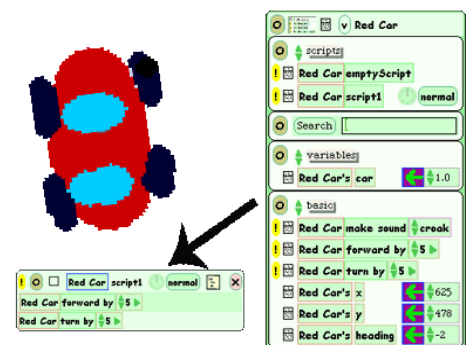 v Red Car
scripts
! Red Car emptyScript
! Red Car script1 normal
Search
variables
Red Car's car 1.0
basic
! Red Car make sound croak
! Red Car forward by 5
! Red Car turn by 5
Red Car's x 625
Red Car's y 478
Red Car's heading -2
! Red Car script1 normal
Red Car forward by 5
Red Car turn by 5